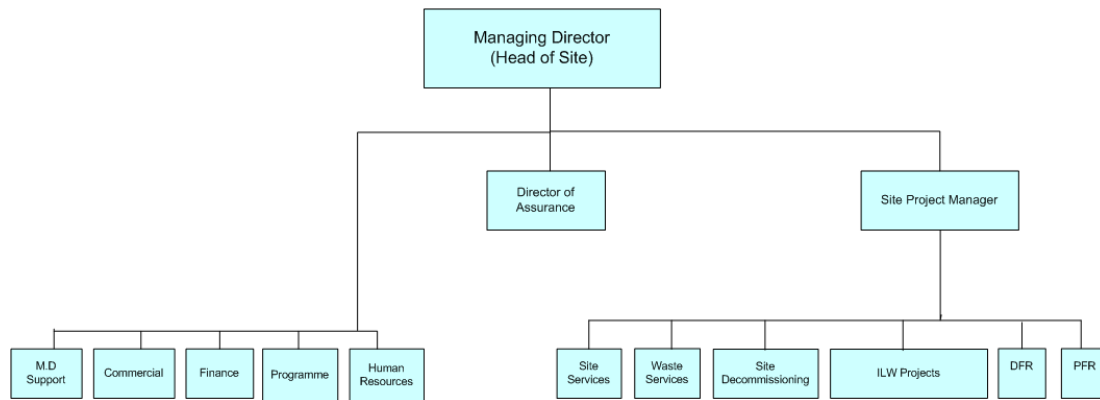 Managing Director
(Head of Site)
Director of
Assurance
Site Project Manager
M.D
Support
Commercial
Finance
Programme
Human
Resources
Site
Services
Waste
Services
Site
Decommissioning
ILW Projects
DFR
PFR